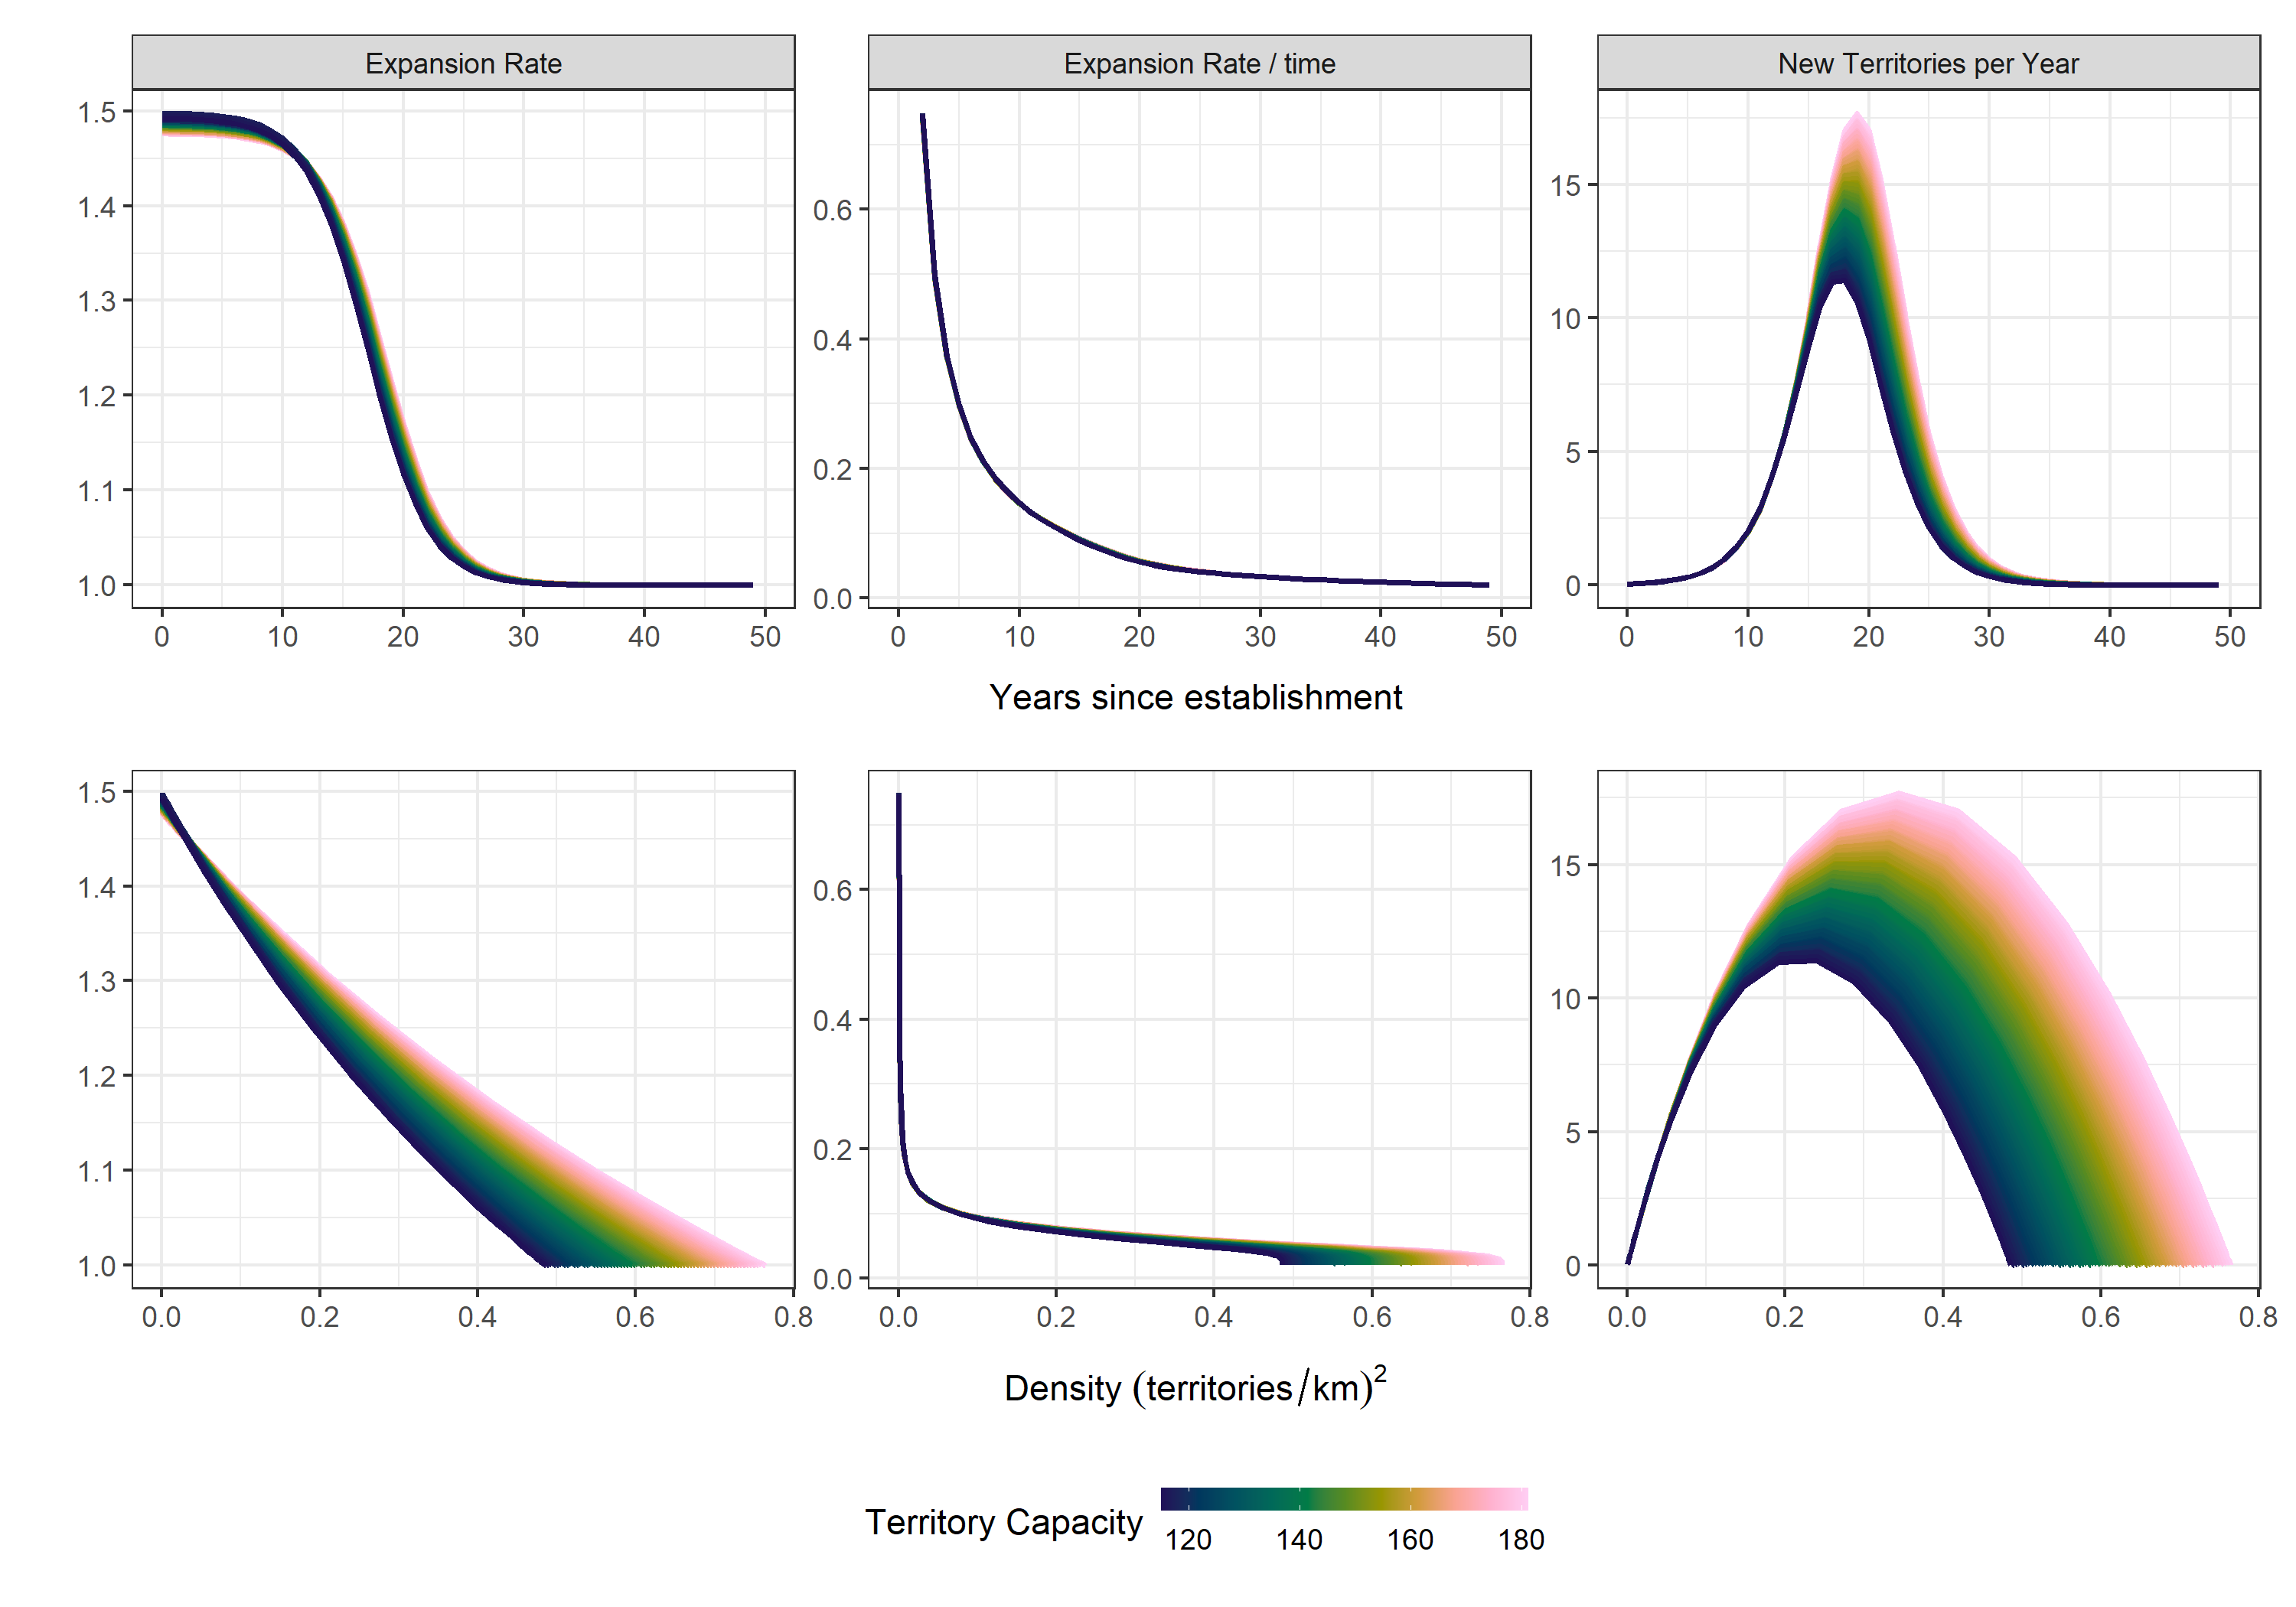 Expansion Rate
Expansion Rate / time
New Territories per Year
1.5
1.4
1.3
1.2
1.1
1.0
0 10 20 30 40 50
0.6
0.4
0.2
0.0
0 10 20 30 40 50
15
10
5
0
0 10 20 30 40 50
Years since establishment
1.5
1.4
1.3
1.2
1.1
1.0
0.0 0.2 0.4 0.6 0.8
0.6
0.4
0.2
0.0
0.0 0.2 0.4 0.6 0.8
15
10
5
0
0.0 0.2 0.4 0.6 0.8
Density (territories/km)²
Territory Capacity
120 140 160 180